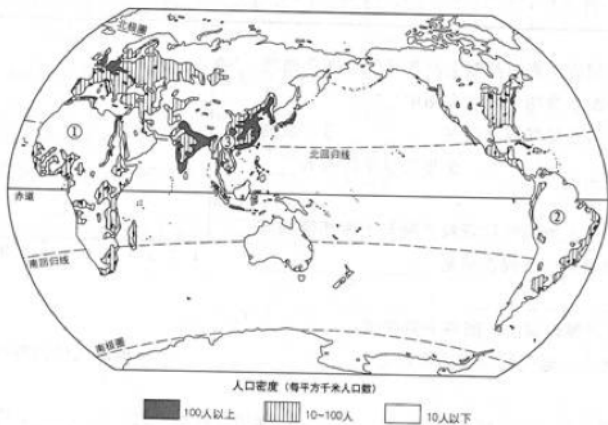 北极圈
①
③
北回归线
赤道
②
南回归线
南极圈
人口密度 (每平方千米人口数)
100人以上 10~100人 10人以下